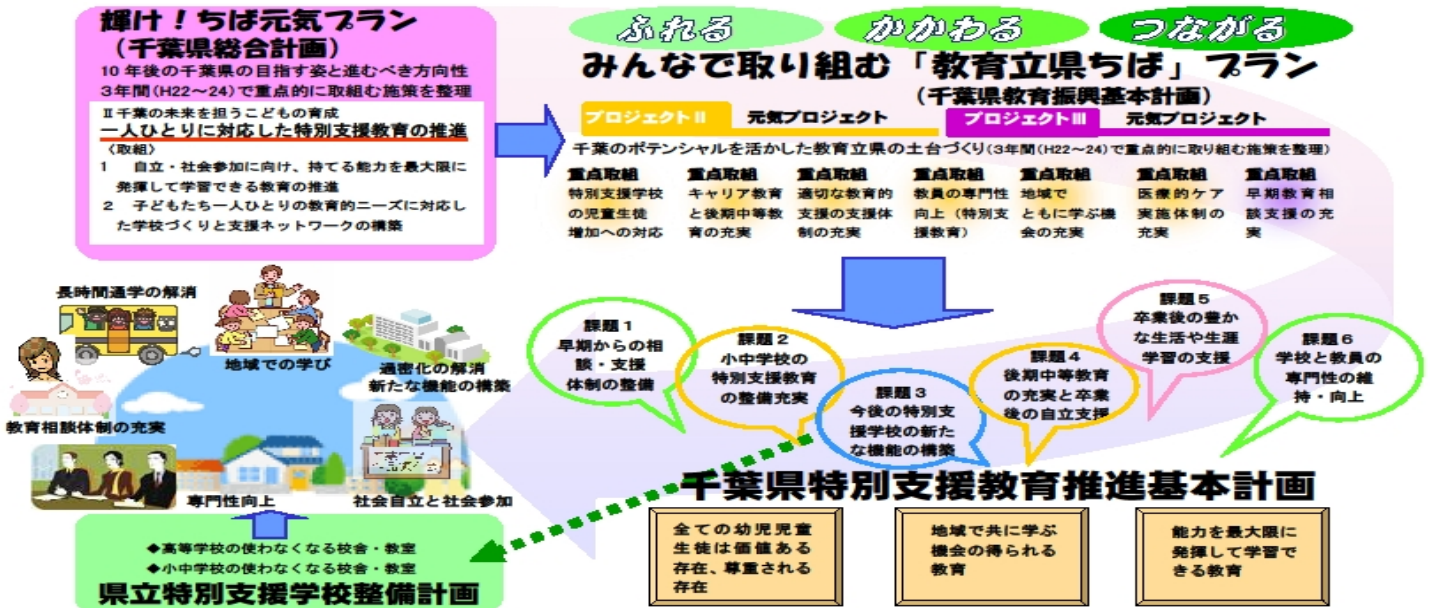 輝け！ちば元気プラン
（千葉県総合計画）
10年後の千葉県の目指す姿と進むべき方向性
3年間(H22～24)で重点的に取組む施策を整理
Ⅱ千葉の未来を担うこどもの育成
一人ひとりに対応した特別支援教育の推進
〈取組〉
1 自立・社会参加に向け、持てる能力を最大限に
発揮して学習できる教育の推進
2 子どもたち一人ひとりの教育的ニーズに対応し
た学校づくりと支援ネットワークの構築
ふれる
かかわる
つながる
みんなで取り組む「教育立県ちば」プラン
（千葉県教育振興基本計画）
プロジェクトⅡ 元気プロジェクト
プロジェクトⅢ 元気プロジェクト
千葉のポテンシャルを活かした教育立県の土台づくり(3年間(H22～24)で重点的に取り組む施策を整理)
重点取組
特別支援学校
の児童生徒
増加への対応
重点取組
キャリア教育
と後期中等教
育の充実
重点取組
適切な教育的
支援の支援体
制の充実
重点取組
教員の専門性
向上（特別支
援教育）
重点取組
地域で
ともに学ぶ機
会の充実
重点取組
医療的ケア
実施体制の
充実
重点取組
早期教育相
談支援の充
実
課題1
早期からの相
談・支援
体制の整備
課題2
小中学校の
特別支援教育
の整備充実
課題3
今後の特別支
援学校の新た
な機能の構築
課題4
後期中等教育
の充実と卒業
後の自立支援
課題5
卒業後の豊か
な生活や生涯
学習の支援
課題6
学校と教員の
専門性の維
持・向上
長時間通学の解消
地域での学び
過密化の解消
新たな機能の構築
教育相談体制の充実
専門性向上
社会自立と社会参加
千葉県特別支援教育推進基本計画
全ての幼児児童
生徒は価値ある
存在、尊重される
存在
地域で共に学ぶ
機会の得られる
教育
能力を最大限に
発揮して学習で
きる教育
◆高等学校の使わなくなる校舎・教室
◆小中学校の使わなくなる校舎・教室
県立特別支援学校整備計画